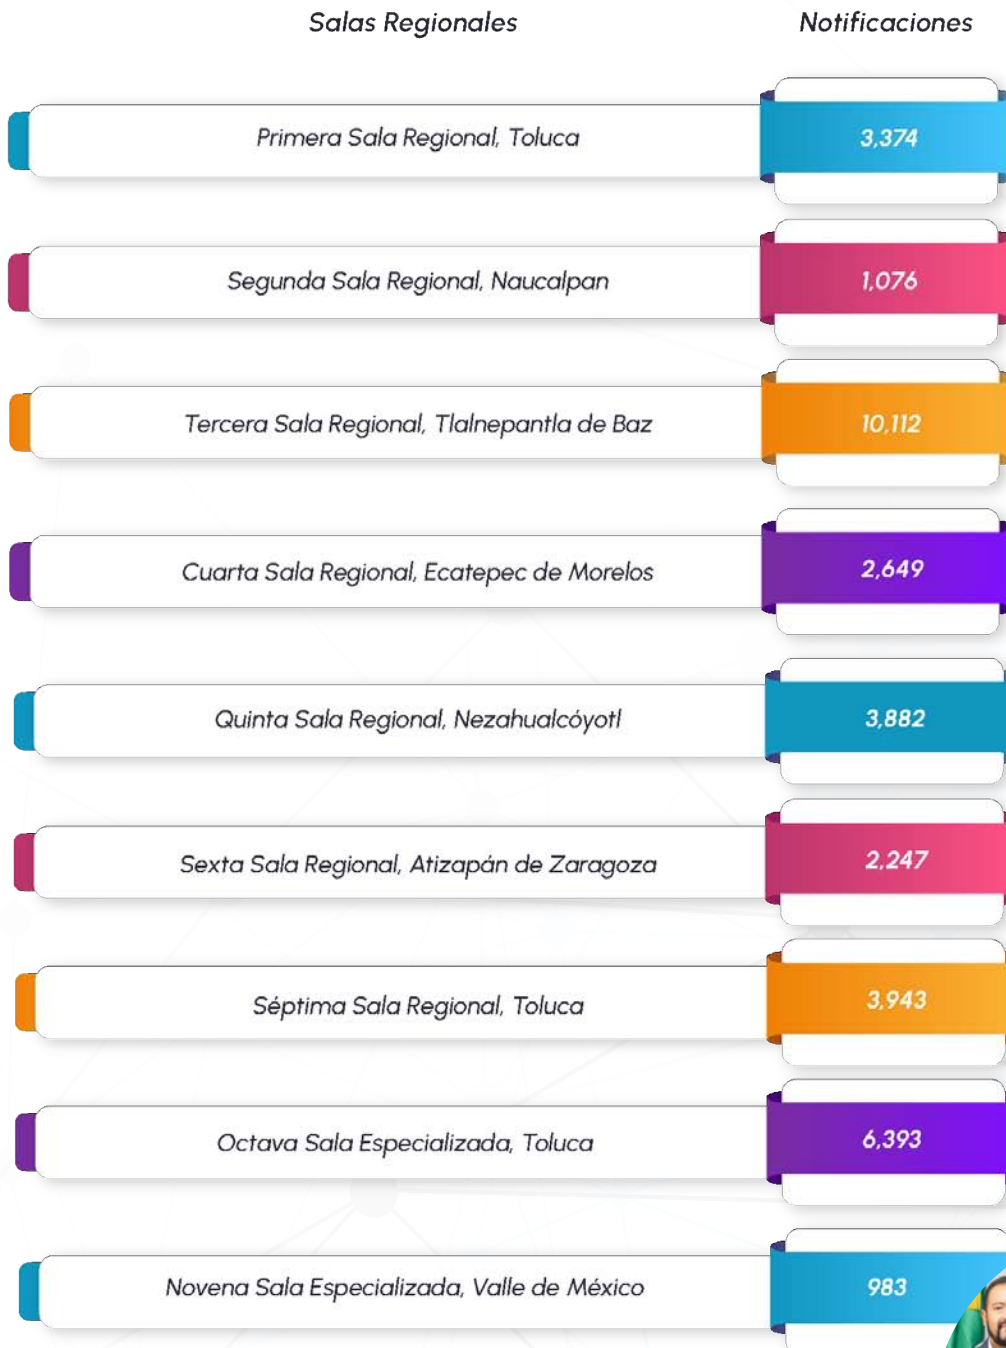 Salas Regionales Notificaciones
Primera Sala Regional, Toluca 3,374
Segunda Sala Regional, Naucalpan 1,076
Tercera Sala Regional, Tlalnepantla de Baz 10,112
Cuarta Sala Regional, Ecatepec de Morelos 2,649
Quinta Sala Regional, Nezahualcóyotl 3,882
Sexta Sala Regional, Atizapán de Zaragoza 2,247
Séptima Sala Regional, Toluca 3,943
Octava Sala Especializada, Toluca 6,393
Novena Sala Especializada, Valle de México 983